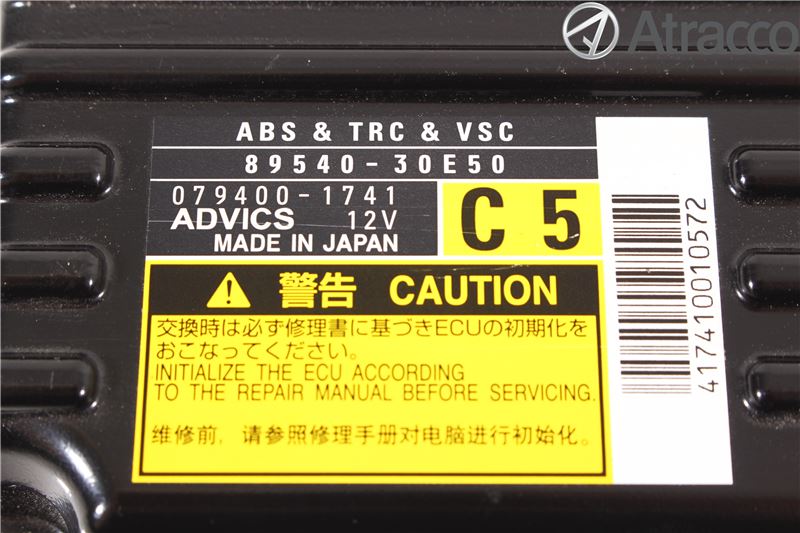 Atracco
ABS & TRC & VSC
89540-30E50
079400-1741
ADVICS 12V
MADE IN JAPAN
C 5
警告 CAUTION
交換時は必ず修理書に基づきECUの初期化を
おこなってください。
INITIALIZE THE ECU ACCORDING
TO THE REPAIR MANUAL BEFORE SERVICING.
维修前，请参照修理手册对电脑进行初始化。
417410010572